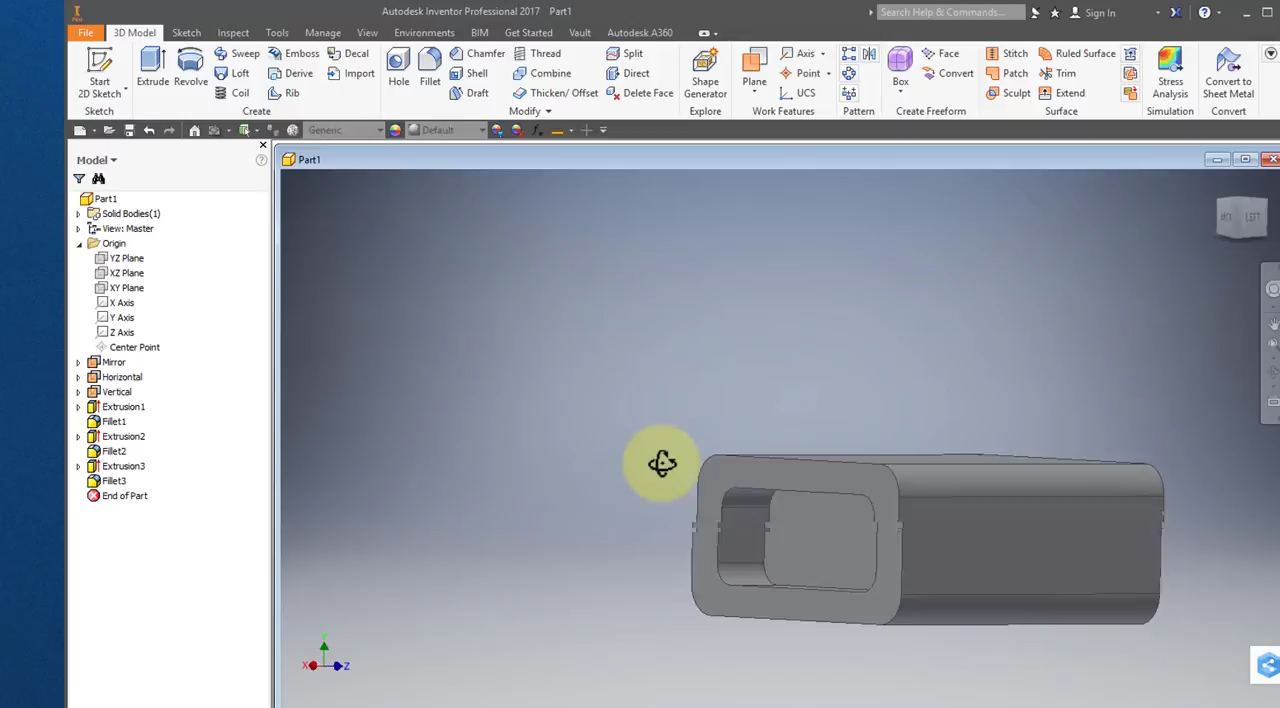 Autodesk Inventor Professional 2017 Part1
Search Help & Commands...
Sign In
PRO
File 3D Model Sketch Inspect Tools Manage View Environments BIM Get Started Vault Autodesk A360
Start
2D Sketch
Sketch
Extrude
Revolve
Sweep Emboss Decal
Loft Derive Import
Coil Rib
Create
Hole
Fillet
Chamfer Thread Split
Shell Combine Direct
Draft Thicken/ Offset Delete Face
Modify
Shape
Generator
Explore
Plane
Axis
Point
UCS
Work Features
Pattern
Box
Face
Convert
Create Freeform
Stitch Ruled Surface
Patch Trim
Sculpt Extend
Surface
Stress
Analysis
Simulation
Convert to
Sheet Metal
Convert
Generic
Default
Model
Part1
Solid Bodies(1)
View: Master
Origin
YZ Plane
XZ Plane
XY Plane
X Axis
Y Axis
Z Axis
Center Point
Mirror
Horizontal
Vertical
Extrusion1
Fillet1
Extrusion2
Fillet2
Extrusion3
Fillet3
End of Part
Part1
LEFT
Y
X
Z